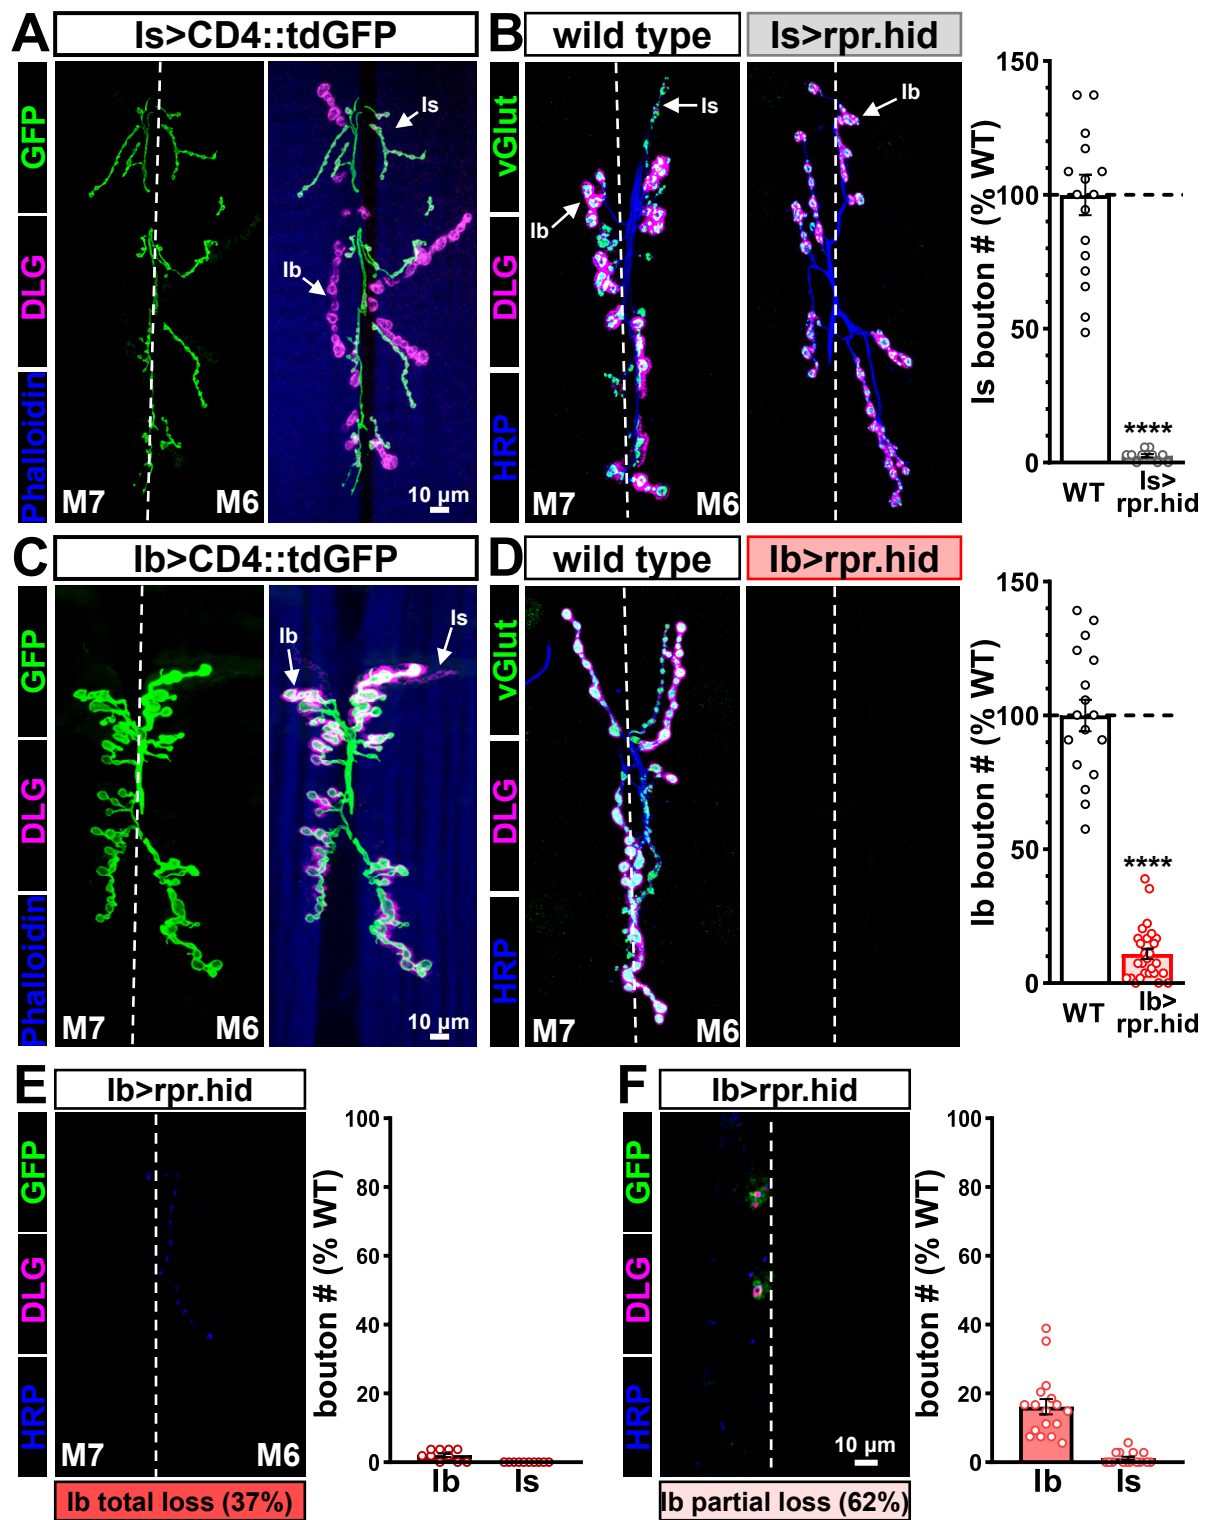 A
Is>CD4::tdGFP
GFP
DLG
Phalloidin
Is
Ib
M7
M6
10 µm
B
wild type
Is>rpr.hid
vGlut
DLG
HRP
Is
Ib
Ib
M7
M6
Is bouton # (% WT)
150
100
50
0
****
WT
Is>
rpr.hid
C
Ib>CD4::tdGFP
GFP
DLG
Phalloidin
Ib
Is
M7
M6
10 µm
D
wild type
Ib>rpr.hid
vGlut
DLG
HRP
M7
M6
Ib bouton # (% WT)
150
100
50
0
****
WT
Ib>
rpr.hid
E
Ib>rpr.hid
GFP
DLG
HRP
M7
M6
Ib total loss (37%)
bouton # (% WT)
100
80
60
40
20
0
Ib
Is
F
Ib>rpr.hid
GFP
DLG
HRP
10 µm
Ib partial loss (62%)
bouton # (% WT)
100
80
60
40
20
0
Ib
Is